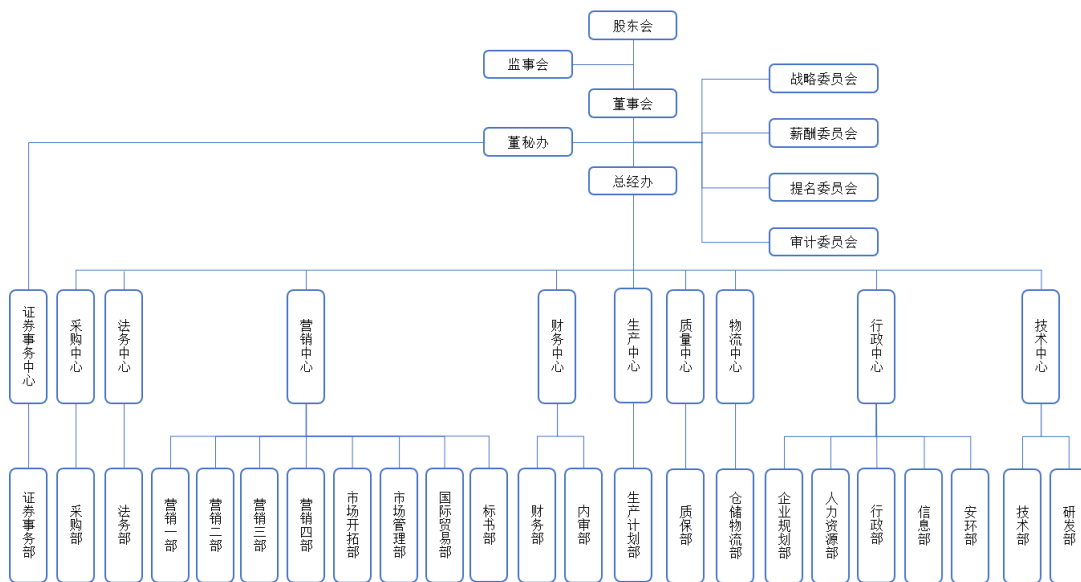 股东会
监事会
战略委员会
董事会
薪酬委员会
董秘办
总经办
提名委员会
审计委员会
证券事务中心
采购中心
法务中心
营销中心
财务中心
生产中心
质量中心
物流中心
行政中心
技术中心
证券事务部
采购部
法务部
营销一部
营销二部
营销三部
营销四部
市场开拓部
市场管理部
国际贸易部
标书部
财务部
内审部
生产计划部
质保部
仓储物流部
企业规划部
人力资源部
行政部
信息部
安环部
技术部
研发部